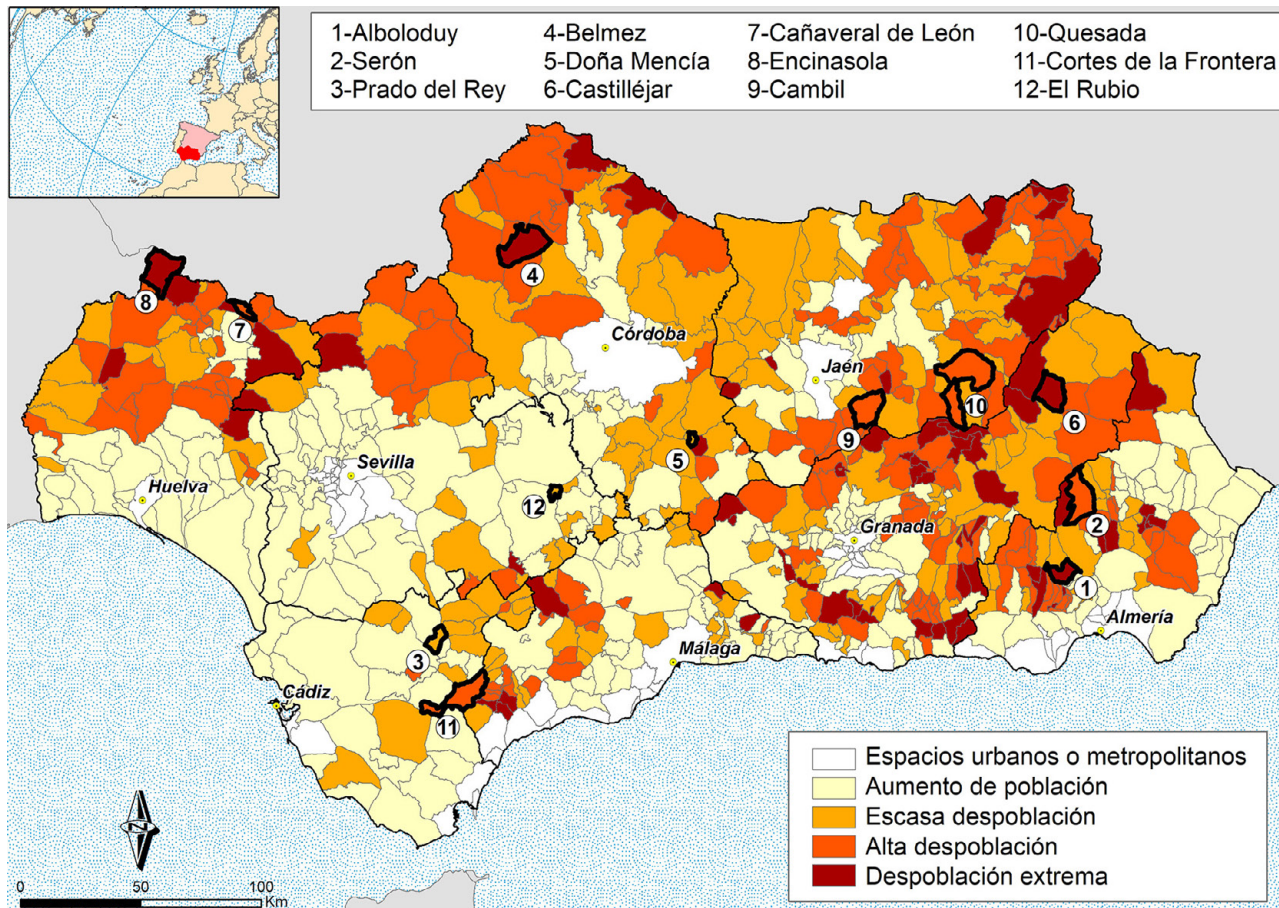 1-Alboloduy 4-Belmez 7-Cañaveral de León 10-Quesada
2-Serón 5-Doña Mencía 8-Encinasola 11-Cortes de la Frontera
3-Prado del Rey 6-Castilléjar 9-Cambil 12-El Rubio
4
8
7
Córdoba
Jaén
10
6
9
5
Sevilla
Huelva
12
Granada
2
1
Almería
3
Málaga
Cádiz
11
Espacios urbanos o metropolitanos
Aumento de población
Escasa despoblación
Alta despoblación
Despoblación extrema
N
0 50 100
Km